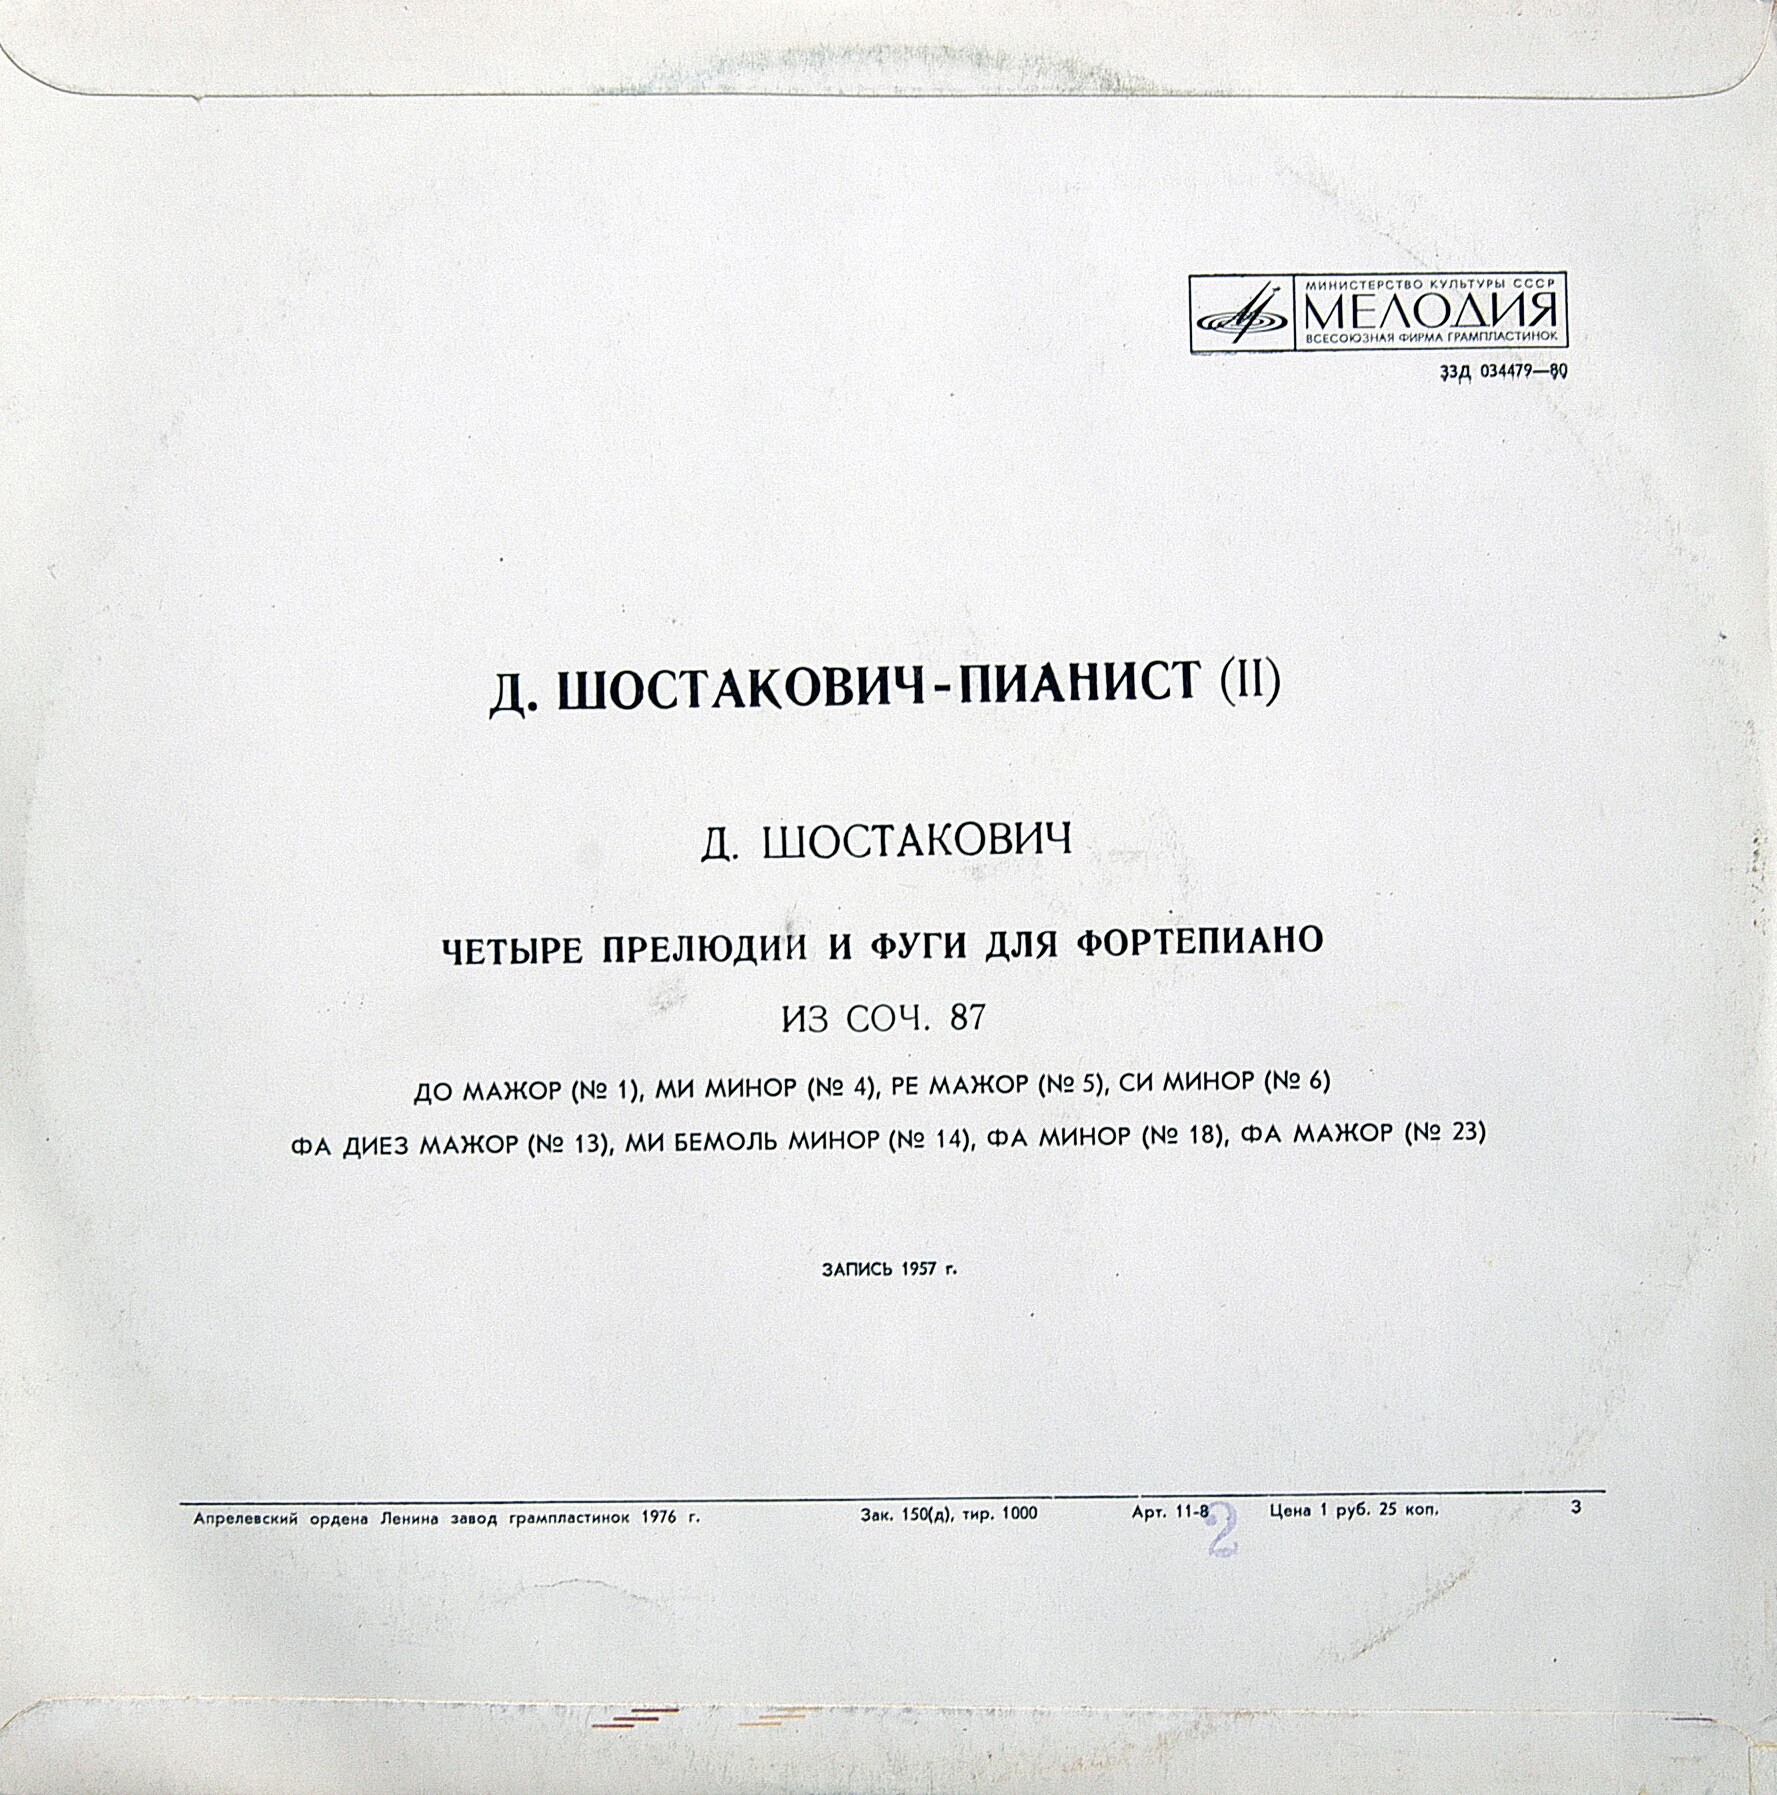 МИНИСТЕРСТВО КУЛЬТУРЫ СССР
МЕЛОДИЯ
ВСЕСОЮЗНАЯ ФИРМА ГРАМПЛАСТИНОК
33Д 034479—80
Д. ШОСТАКОВИЧ-ПИАНИСТ (II)
Д. ШОСТАКОВИЧ
ЧЕТЫРЕ ПРЕЛЮДИИ И ФУГИ ДЛЯ ФОРТЕПИАНО
ИЗ СОЧ. 87
ДО МАЖОР (№ 1), МИ МИНОР (№ 4), РЕ МАЖОР (№ 5), СИ МИНОР (№ 6)
ФА ДИЕЗ МАЖОР (№ 13), МИ БЕМОЛЬ МИНОР (№ 14), ФА МИНОР (№ 18), ФА МАЖОР (№ 23)
ЗАПИСЬ 1957 г.
Апрелевский ордена Ленина завод грампластинок 1976 г. Зак. 150(д), тир. 1000 Арт. 11-8 Цена 1 руб. 25 коп. 3
2